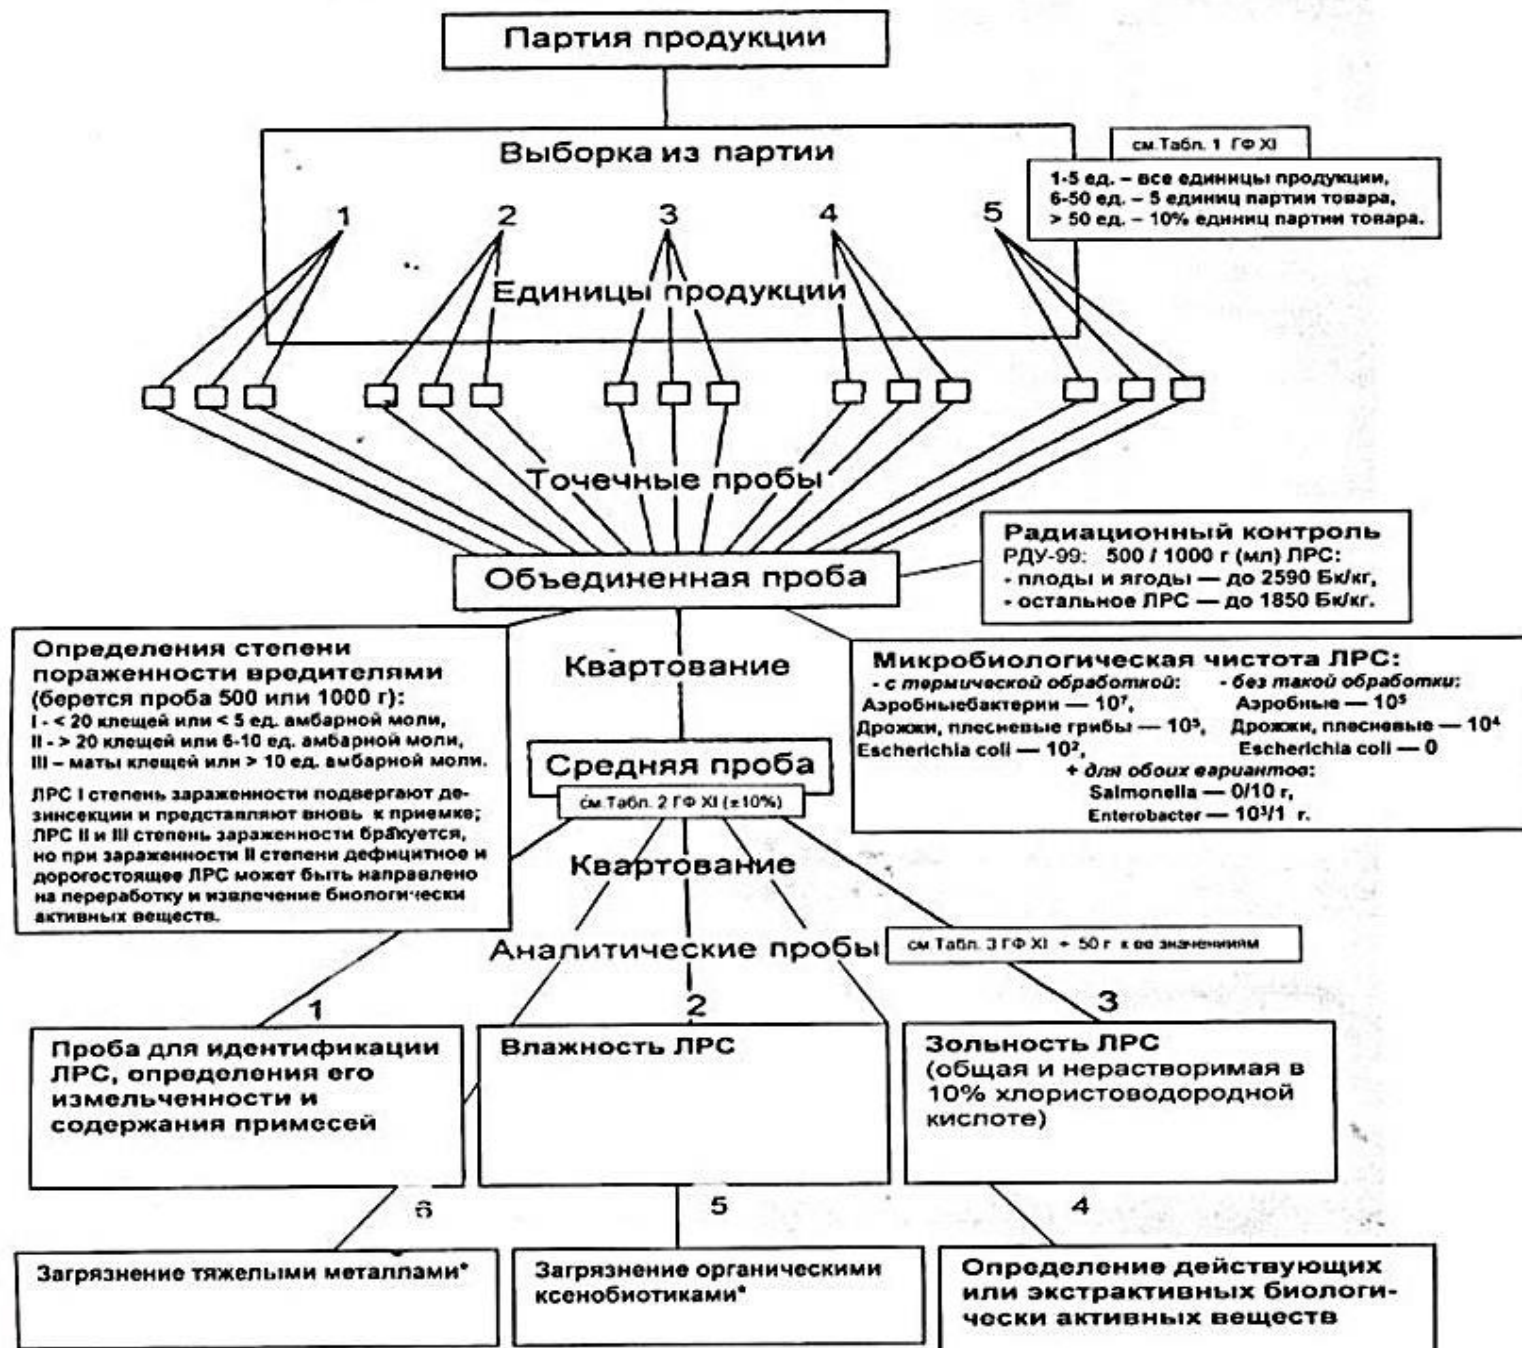 Партия продукции
Выборка из партии
см.Табл. 1 ГФ XI
1-5 ед. – все единицы продукции,
6-50 ед. – 5 единиц партии товара,
> 50 ед. – 10% единиц партии товара.
1 2 3 4 5
Единицы продукции
Точечные пробы
Объединенная проба
Радиационный контроль
РДУ-99: 500 / 1000 г (мл) ЛРС:
- плоды и ягоды — до 2590 Бк/кг,
- остальное ЛРС — до 1850 Бк/кг.
Определения степени
пораженности вредителями
(берется проба 500 или 1000 г):
I - < 20 клещей или < 5 ед. амбарной моли,
II - > 20 клещей или 6-10 ед. амбарной моли,
III – маты клещей или > 10 ед. амбарной моли.
ЛРС I степень зараженности подвергают де-
зинсекции и представляют вновь к приемке;
ЛРС II и III степень зараженности бракуется,
но при зараженности II степени дефицитное и
дорогостоящее ЛРС может быть направлено
на переработку и извлечение биологически
активных веществ.
Квартование
Микробиологическая чистота ЛРС:
- с термической обработкой: - без такой обработки:
Аэробныебактерии — 10⁷, Аэробные — 10⁵
Дрожжи, плесневые грибы — 10⁵, Дрожжи, плесневые — 10⁴
Escherichia coli — 10², Escherichia coli — 0
+ для обоих вариантов:
Salmonella — 0/10 г,
Enterobacter — 10³/1 г.
Средняя проба
см.Табл. 2 ГФ XI (±10%)
Квартование
Аналитические пробы
см Табл. 3 ГФ XI + 50 г к ее значениям
1
Проба для идентификации
ЛРС, определения его
измельченности и
содержания примесей
2
Влажность ЛРС
3
Зольность ЛРС
(общая и нерастворимая в
10% хлористоводородной
кислоте)
6
Загрязнение тяжелыми металлами*
5
Загрязнение органическими
ксенобиотиками*
4
Определение действующих
или экстрактивных биологи-
чески активных веществ